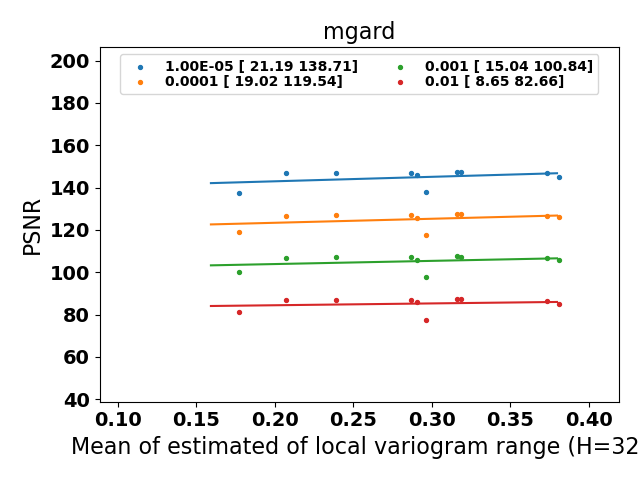 mgard
1.00E-05 [ 21.19 138.71]
0.0001 [ 19.02 119.54]
0.001 [ 15.04 100.84]
0.01 [ 8.65 82.66]
PSNR
200
180
160
140
120
100
80
60
40
0.10 0.15 0.20 0.25 0.30 0.35 0.40
Mean of estimated of local variogram range (H=32